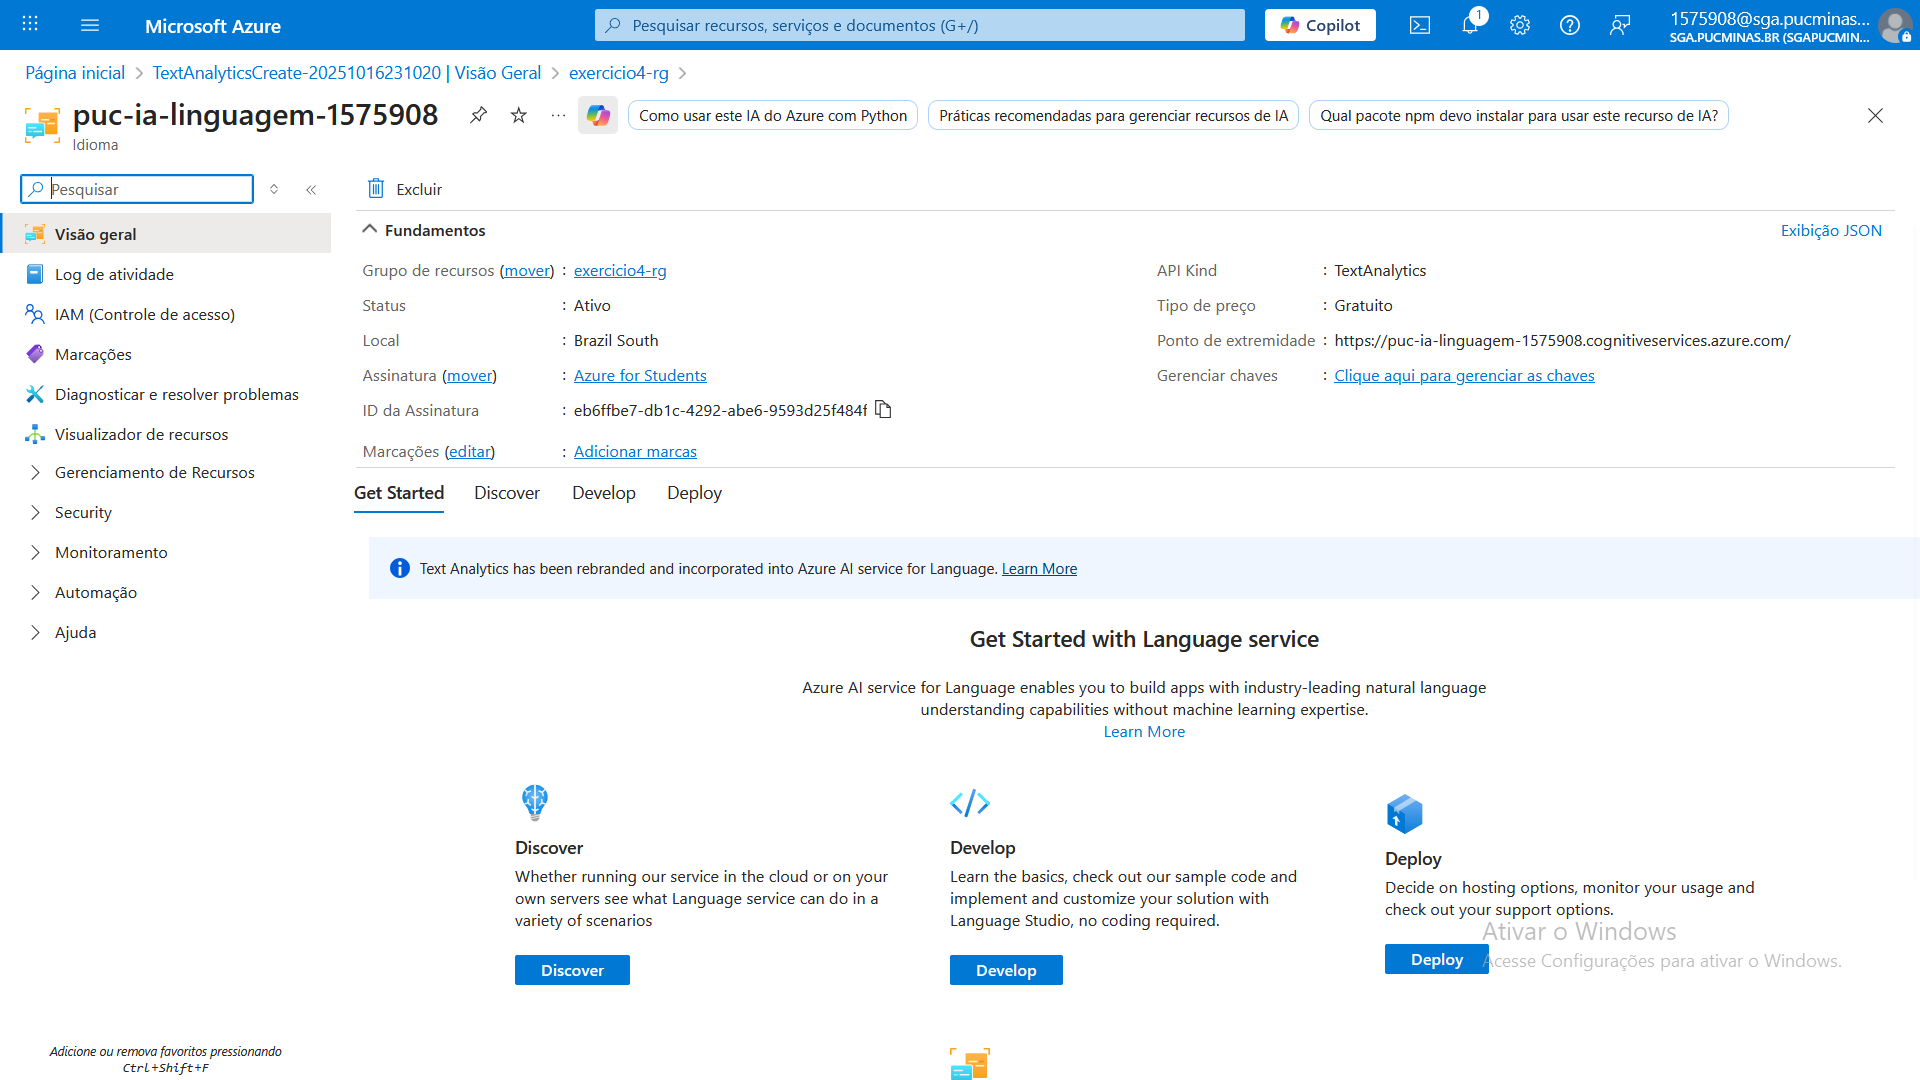 Microsoft Azure
Pesquisar recursos, serviços e documentos (G+/)
Copilot
1
1575908@sga.pucminas...
SGA.PUCMINAS.BR (SGAPUCMIN...
Página inicial > TextAnalyticsCreate-20251016231020 | Visão Geral > exercicio4-rg >
puc-ia-linguagem-1575908
Idioma
Como usar este IA do Azure com Python
Práticas recomendadas para gerenciar recursos de IA
Qual pacote npm devo instalar para usar este recurso de IA?
Pesquisar
Visão geral
Log de atividade
IAM (Controle de acesso)
Marcações
Diagnosticar e resolver problemas
Visualizador de recursos
Gerenciamento de Recursos
Security
Monitoramento
Automação
Ajuda
Adicione ou remova favoritos pressionando
Ctrl+Shift+F
Excluir
Fundamentos
Exibição JSON
Grupo de recursos (mover) : exercicio4-rg
Status : Ativo
Local : Brazil South
Assinatura (mover) : Azure for Students
ID da Assinatura : eb6ffbe7-db1c-4292-abe6-9593d25f484f
Marcações (editar) : Adicionar marcas
API Kind : TextAnalytics
Tipo de preço : Gratuito
Ponto de extremidade : https://puc-ia-linguagem-1575908.cognitiveservices.azure.com/
Gerenciar chaves : Clique aqui para gerenciar as chaves
Get Started Discover Develop Deploy
Text Analytics has been rebranded and incorporated into Azure AI service for Language. Learn More
Get Started with Language service
Azure AI service for Language enables you to build apps with industry-leading natural language
understanding capabilities without machine learning expertise.
Learn More
Discover
Whether running our service in the cloud or on your
own servers see what Language service can do in a
variety of scenarios
Discover
Develop
Learn the basics, check out our sample code and
implement and customize your solution with
Language Studio, no coding required.
Develop
Deploy
Decide on hosting options, monitor your usage and
check out your support options.
Deploy
Ativar o Windows
Acesse Configurações para ativar o Windows.